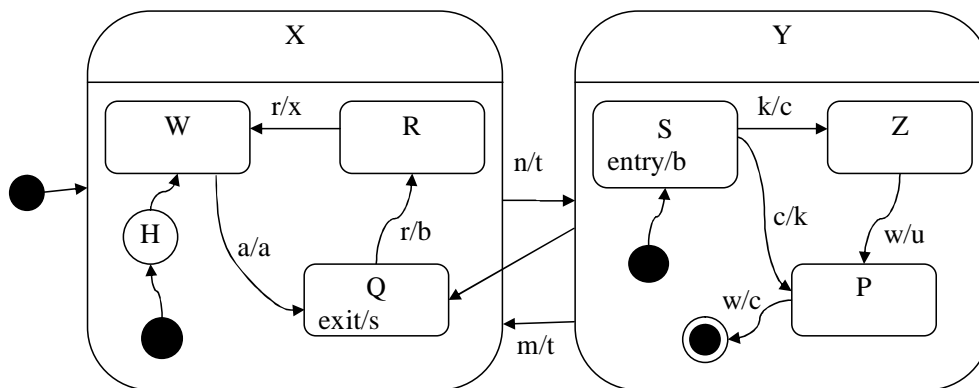 X
Y
W
r/x
R
S
entry/b
k/c
Z
n/t
H
a/a
r/b
c/k
w/u
Q
exit/s
P
w/c
m/t